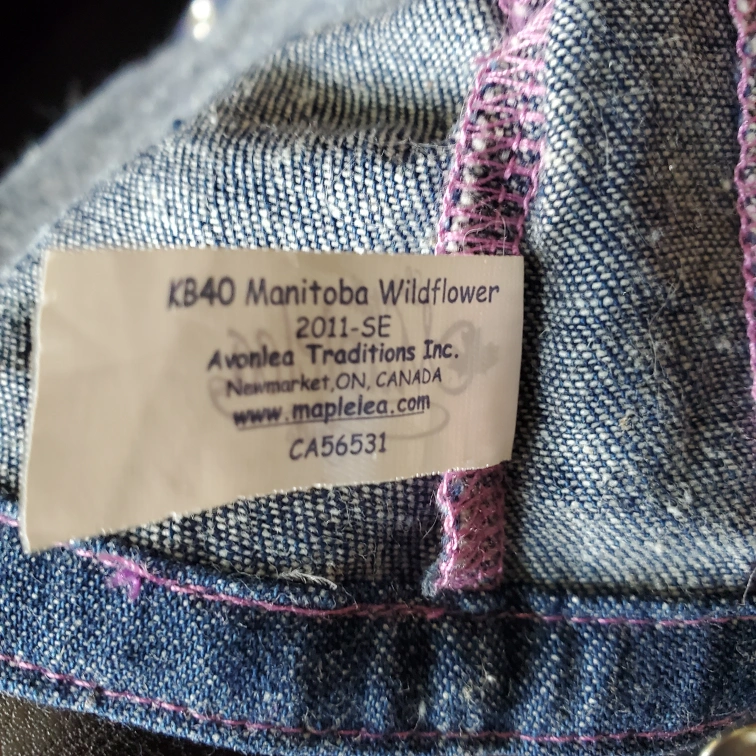 KB40 Manitoba Wildflower
2011-SE
Avonlea Traditions Inc.
Newmarket,ON, CANADA
www.maplelea.com
CA56531